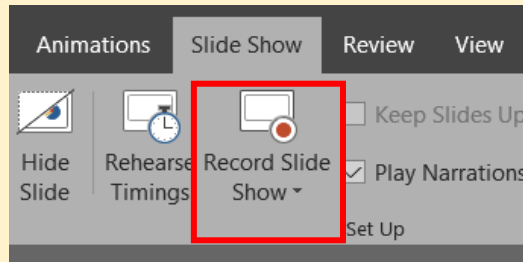 Animations Slide Show Review View
Hide Slide
Rehearse Timings
Record Slide Show
Keep Slides Up
Play Narrations
Set Up